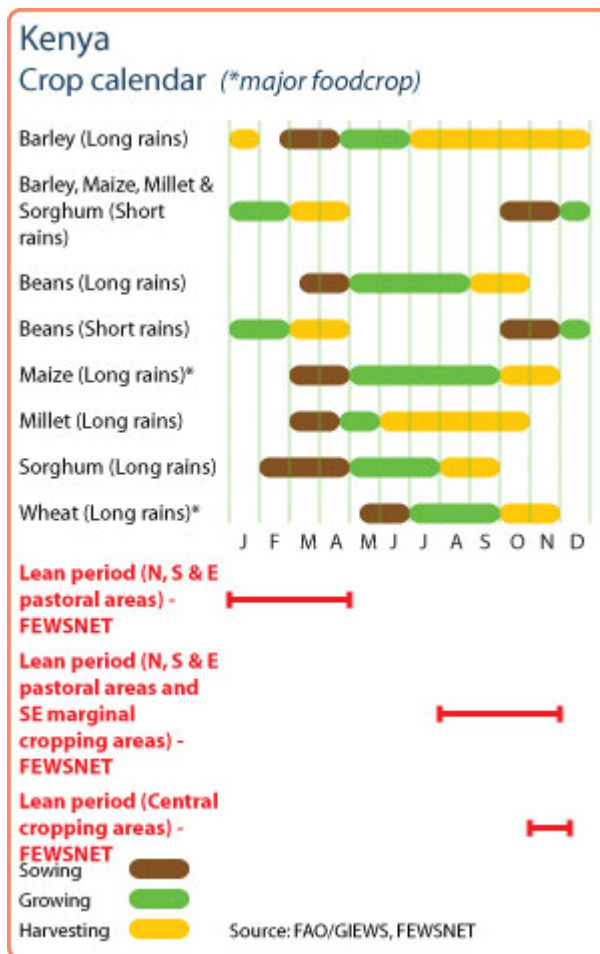 Kenya
Crop calendar (*major foodcrop)
Barley (Long rains)
Barley, Maize, Millet &
Sorghum (Short
rains)
Beans (Long rains)
Beans (Short rains)
Maize (Long rains)*
Millet (Long rains)
Sorghum (Long rains)
Wheat (Long rains)*
J F M A M J J A S O N D
Lean period (N, S & E
pastoral areas) -
FEWSNET
Lean period (N, S & E
pastoral areas and
SE marginal
cropping areas) -
FEWSNET
Lean period (Central
cropping areas) -
FEWSNET
Sowing
Growing
Harvesting
Source: FAO/GIEWS, FEWSNET